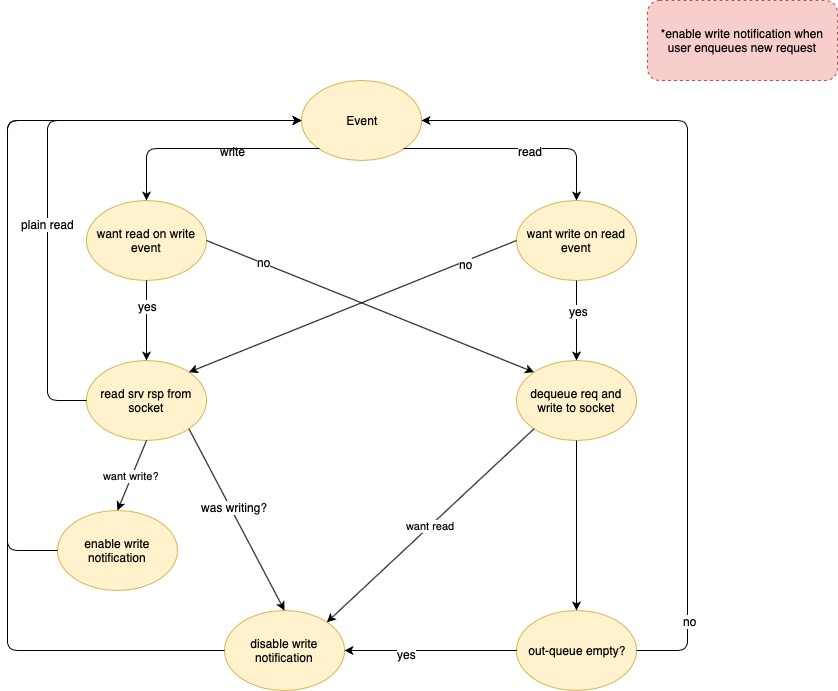 *enable write notification when
user enqueues new request
Event
write
read
plain read
want read on write
event
want write on read
event
no
no
yes
yes
read srv rsp from
socket
dequeue req and
write to socket
want write?
was writing?
want read
enable write
notification
no
disable write
notification
yes
out-queue empty?